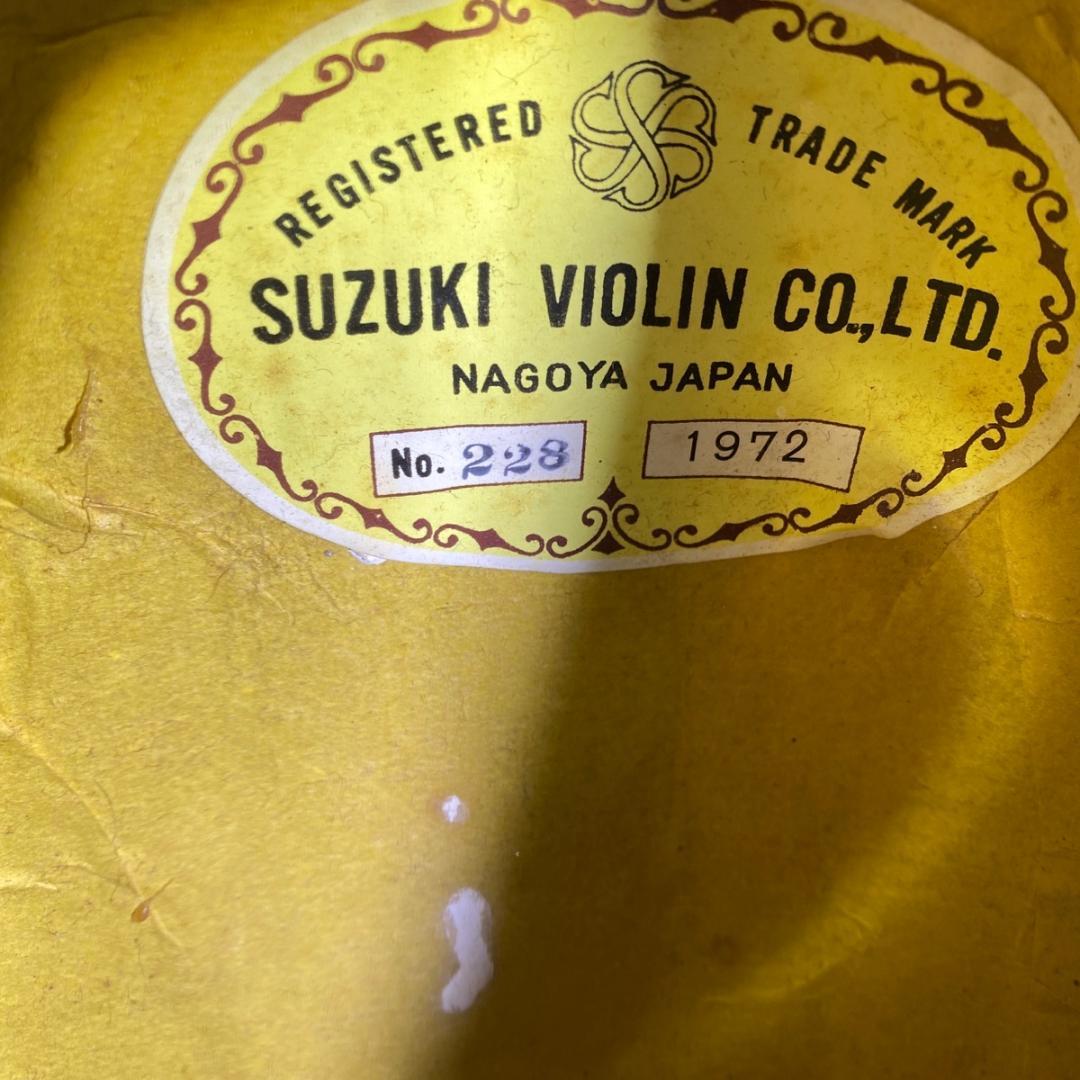 REGISTERED TRADE MARK
SUZUKI VIOLIN CO.,LTD.
NAGOYA JAPAN
No. 228 1972